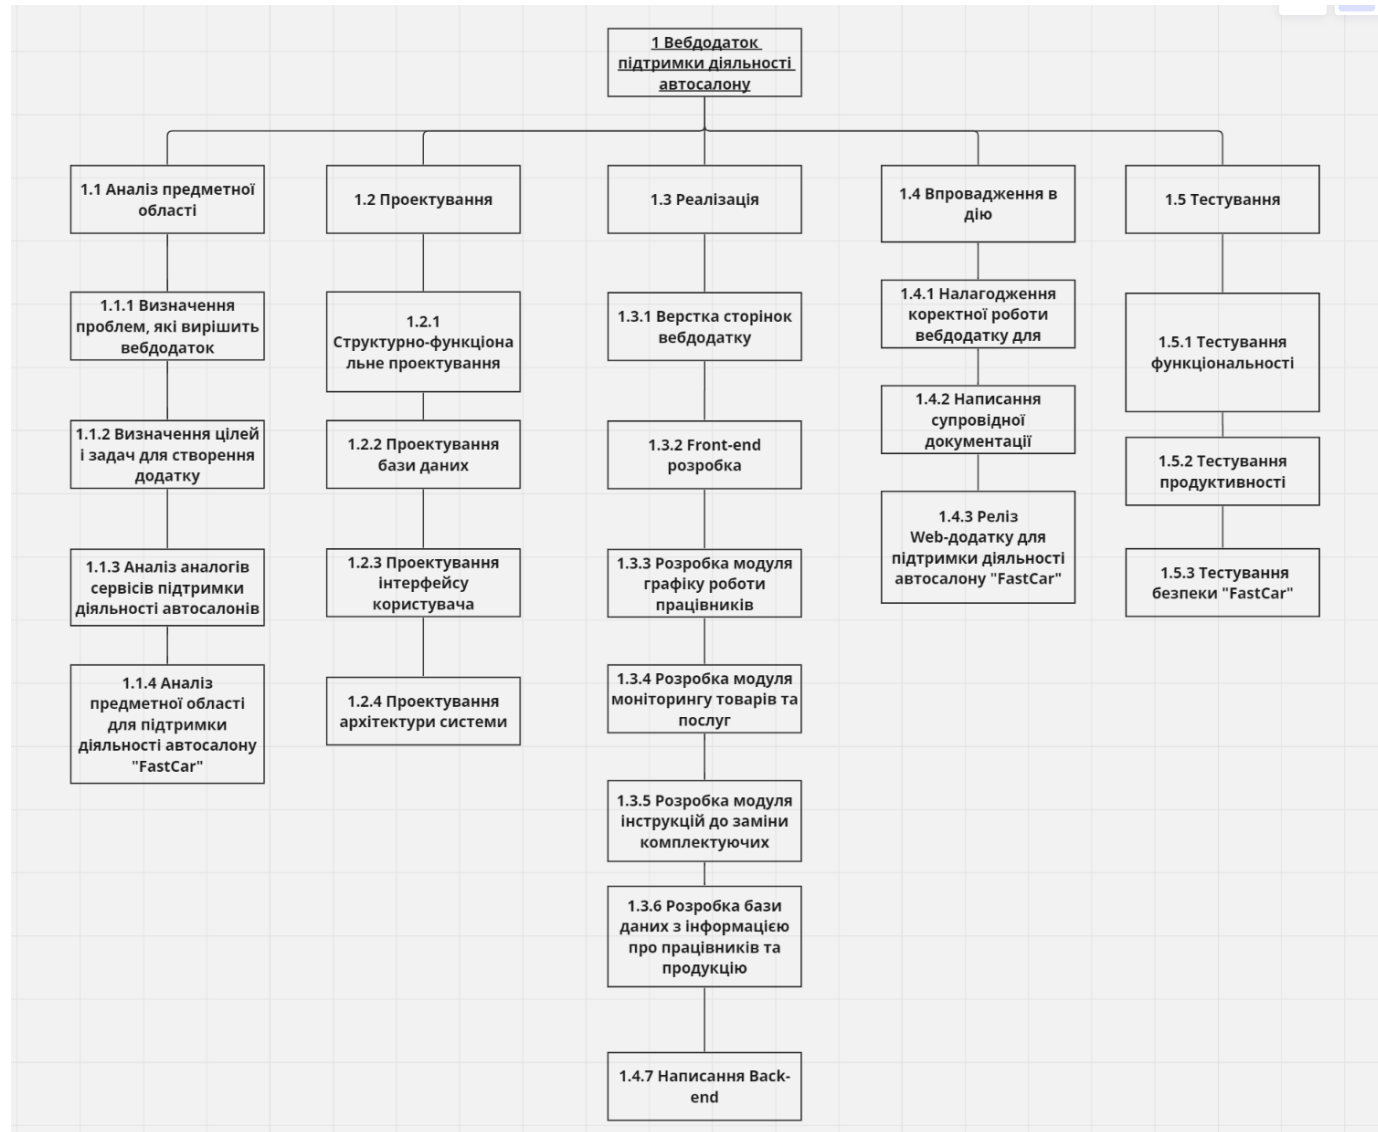 1 Вебдодаток
підтримки діяльності
автосалону
1.1 Аналіз предметної
області
1.1.1 Визначення
проблем, які вирішить
вебдодаток
1.1.2 Визначення цілей
і задач для створення
додатку
1.1.3 Аналіз аналогів
сервісів підтримки
діяльності автосалонів
1.1.4 Аналіз
предметної області
для підтримки
діяльності автосалону
"FastCar"
1.2 Проектування
1.2.1
Структурно-функціона
льне проектування
1.2.2 Проектування
бази даних
1.2.3 Проектування
інтерфейсу
користувача
1.2.4 Проектування
архітектури системи
1.3 Реалізація
1.3.1 Верстка сторінок
вебдодатку
1.3.2 Front-end
розробка
1.3.3 Розробка модуля
графіку роботи
працівників
1.3.4 Розробка модуля
моніторингу товарів та
послуг
1.3.5 Розробка модуля
інструкцій до заміни
комплектуючих
1.3.6 Розробка бази
даних з інформацією
про працівників та
продукцію
1.4.7 Написання Back-
end
1.4 Впровадження в
дію
1.4.1 Налагодження
коректної роботи
вебдодатку для
1.4.2 Написання
супровідної
документації
1.4.3 Реліз
Web-додатку для
підтримки діяльності
автосалону "FastCar"
1.5 Тестування
1.5.1 Тестування
функціональності
1.5.2 Тестування
продуктивності
1.5.3 Тестування
безпеки "FastCar"